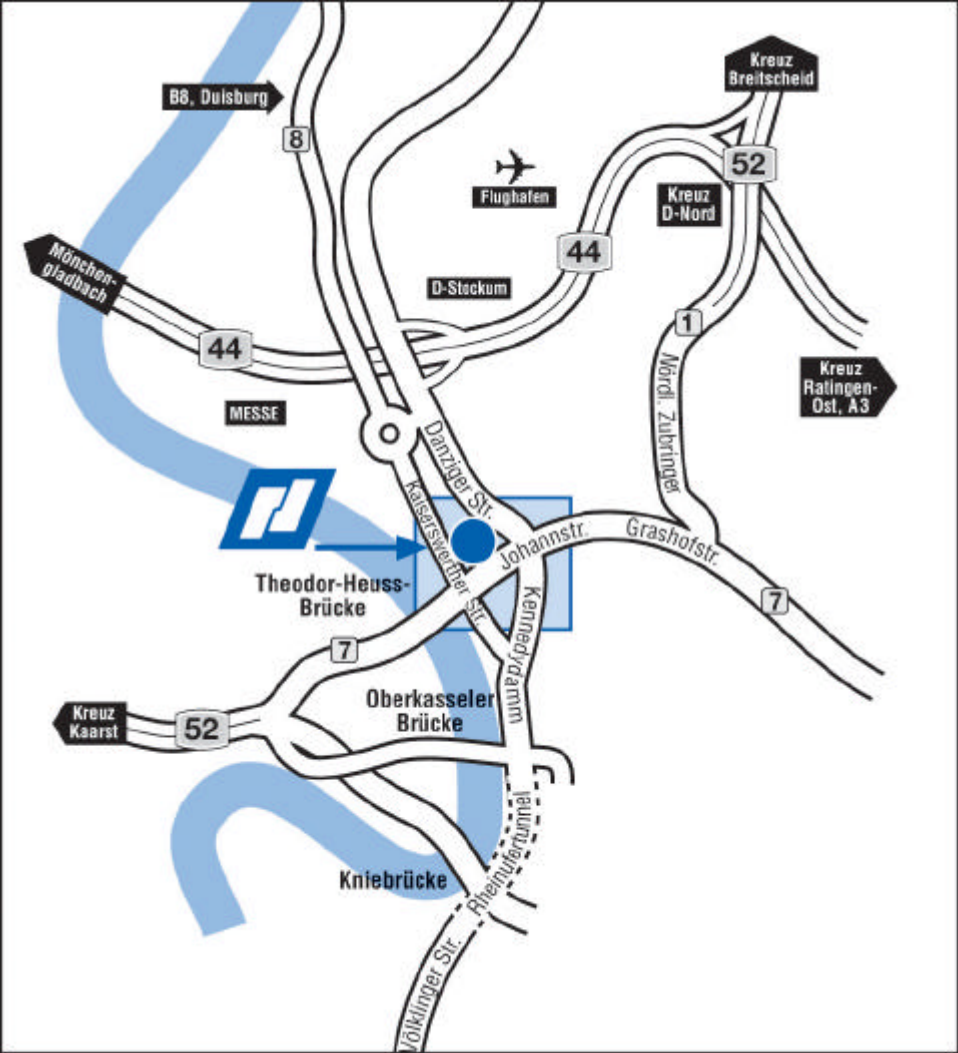 Kreuz
Breitscheid
B8, Duisburg
8
52
Flughafen
Kreuz
D-Nord
Mönchen-
gladbach
44
D-Stockum
1
44
Kreuz
Ratingen-
Ost, A3
Nördl. Zubringer
MESSE
Danziger Str.
Kaiserswerther Str.
Johannstr.
Grashofstr.
Theodor-Heuss-
Brücke
Kennedydamm
7
7
Oberkasseler
Brücke
Kreuz
Kaarst
52
Rheinufertunnel
Kniebrücke
Völklinger Str.